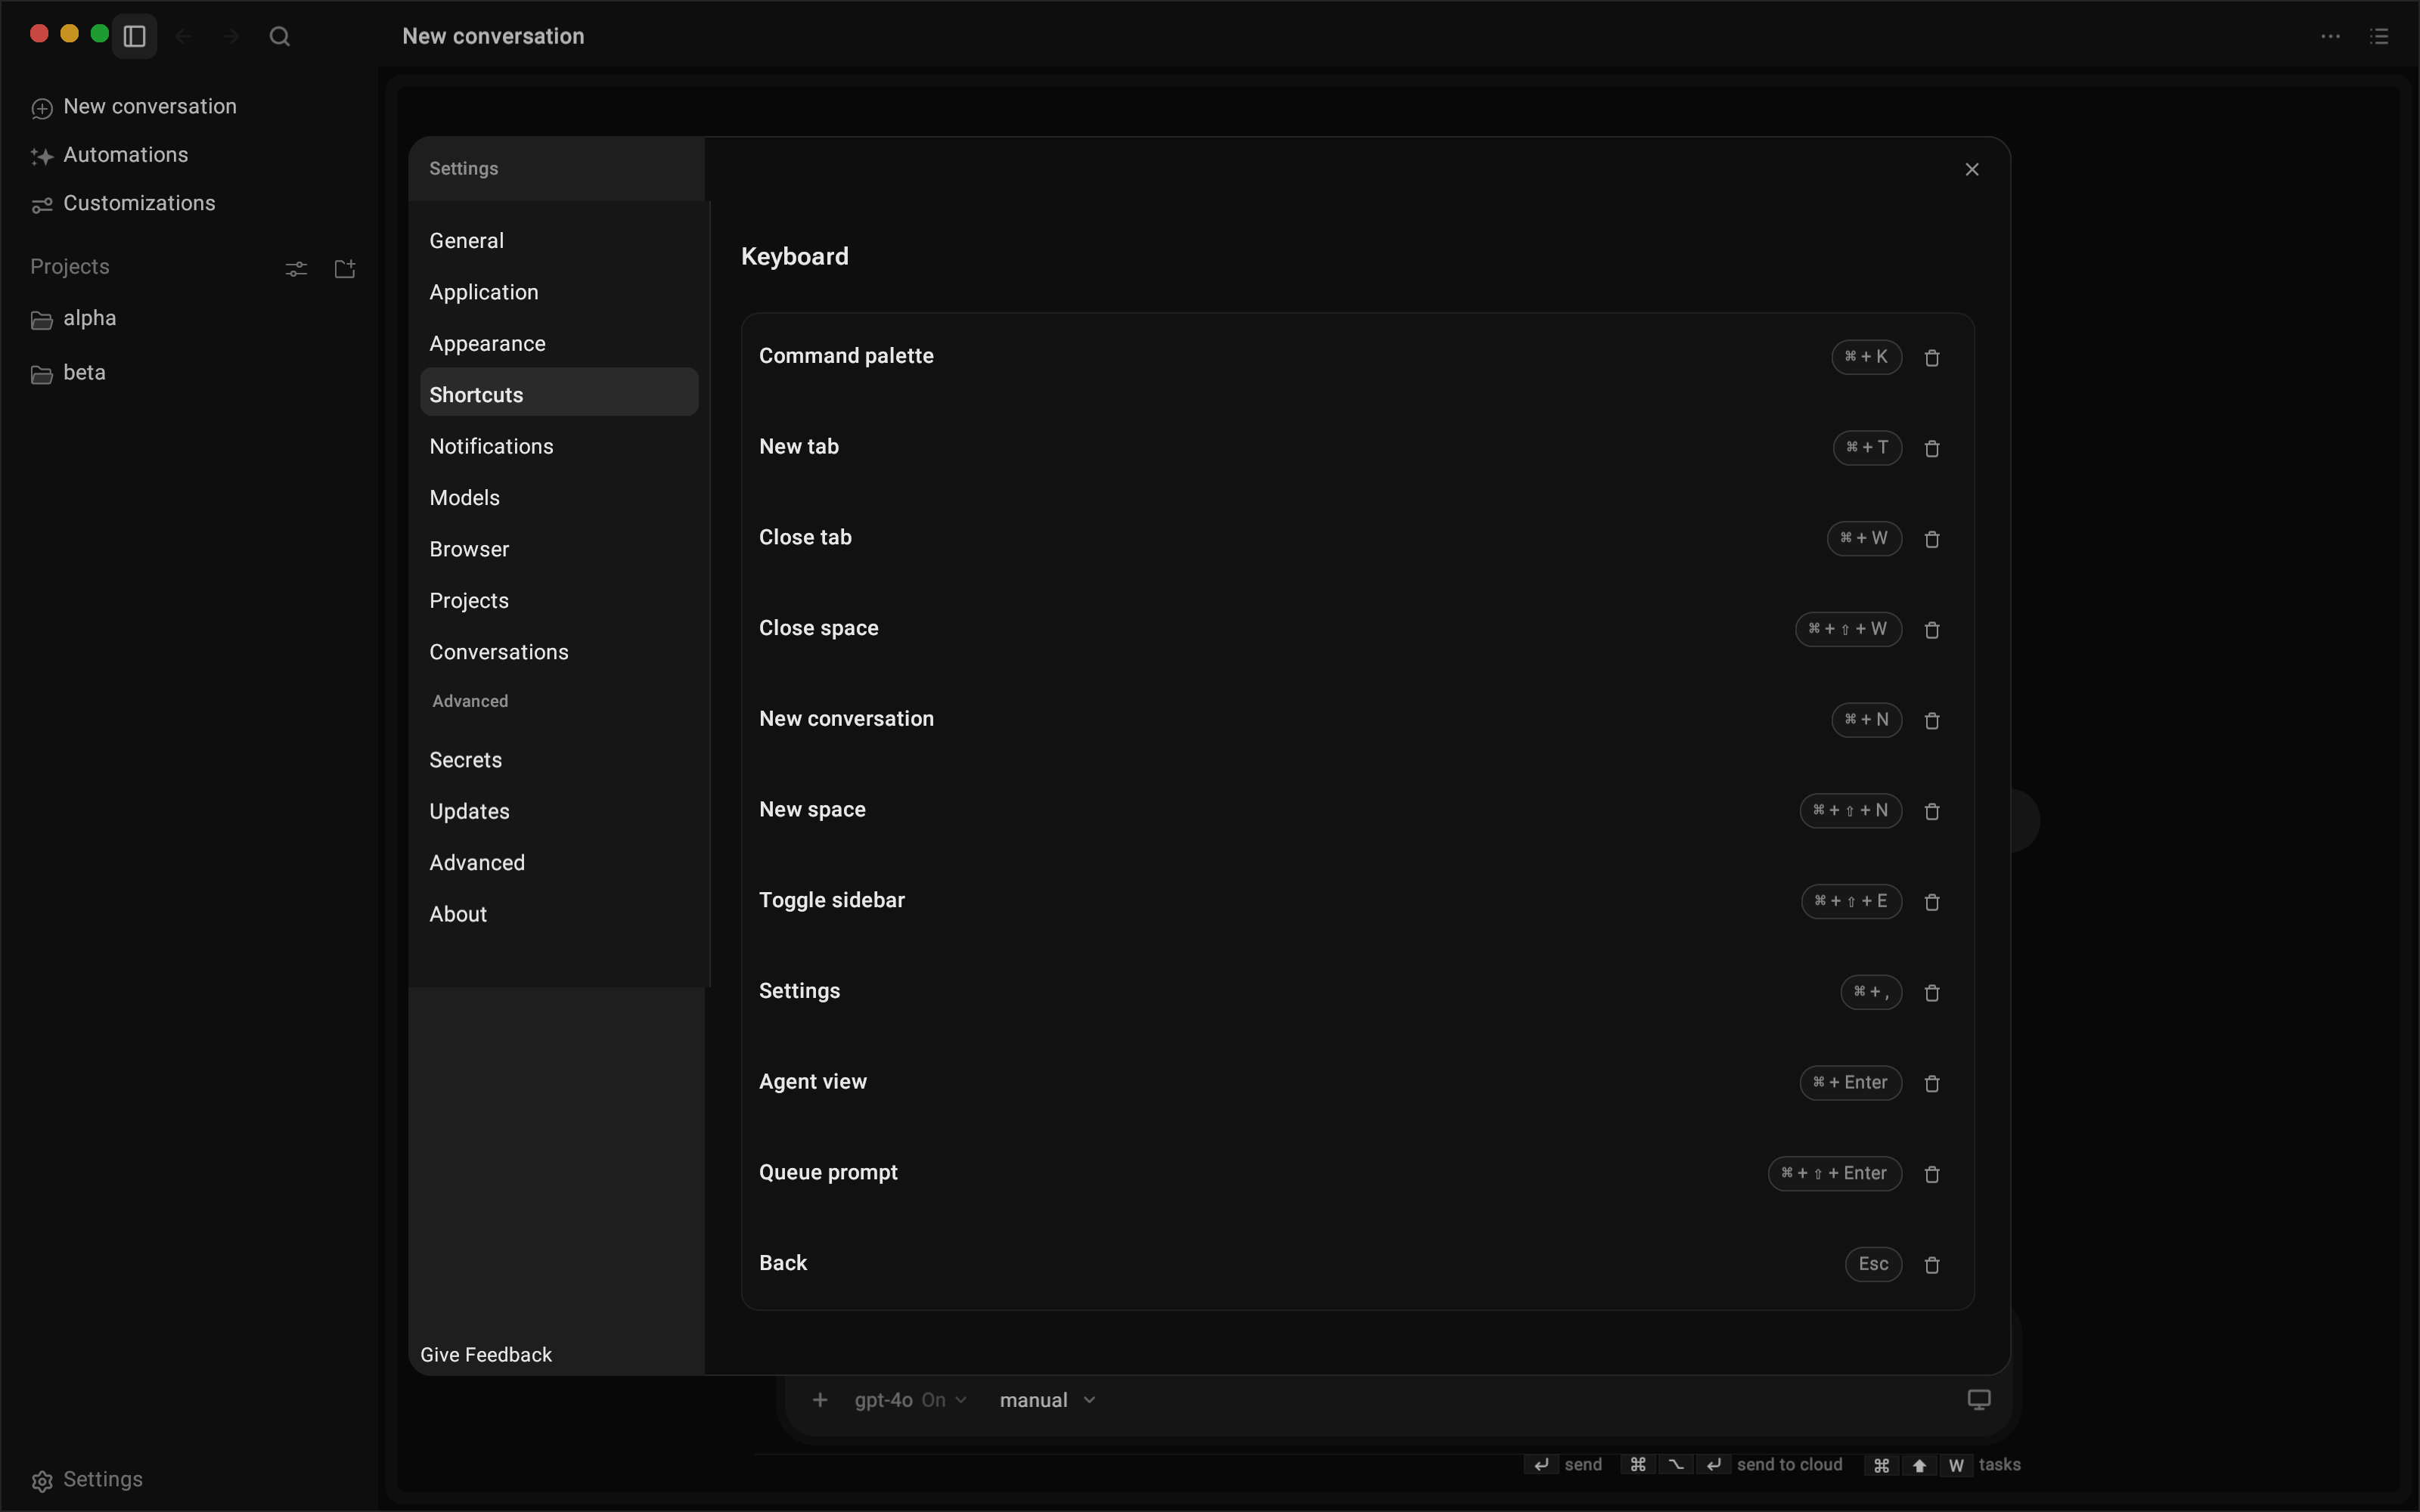 New conversation
New conversation
Automations
Customizations
Projects
alpha
beta
Settings
Settings
General
Application
Appearance
Shortcuts
Notifications
Models
Browser
Projects
Conversations
Advanced
Secrets
Updates
Advanced
About
Give Feedback
Keyboard
Command palette ⌘ + K
New tab ⌘ + T
Close tab ⌘ + W
Close space ⌘ + ⇧ + W
New conversation ⌘ + N
New space ⌘ + ⇧ + N
Toggle sidebar ⌘ + ⇧ + E
Settings ⌘ + ,
Agent view ⌘ + Enter
Queue prompt ⌘ + ⇧ + Enter
Back Esc
gpt-4o On manual
↵ send ⌘ ⌥ ↵ send to cloud ⌘ ⬆ W tasks